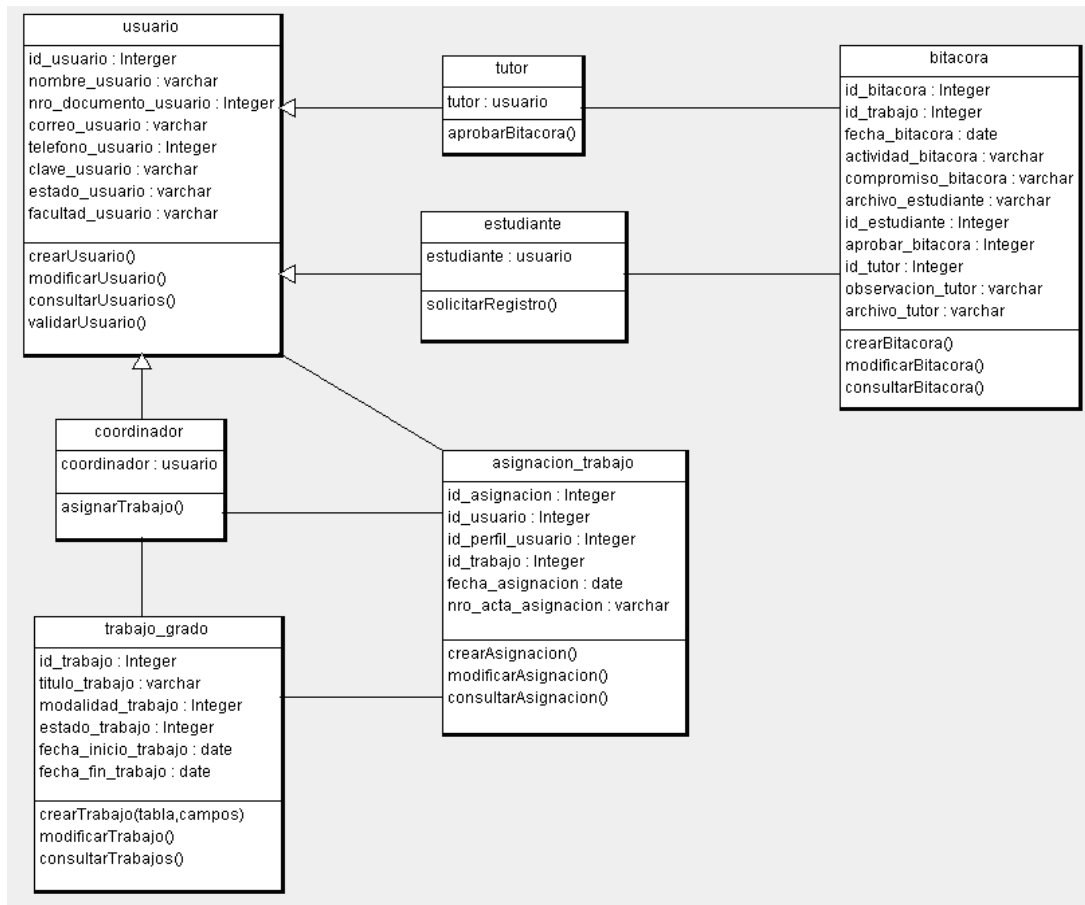 usuario
id_usuario : Interger
nombre_usuario : varchar
nro_documento_usuario : Integer
correo_usuario : varchar
telefono_usuario : Integer
clave_usuario : varchar
estado_usuario : varchar
facultad_usuario : varchar
crearUsuario()
modificarUsuario()
consultarUsuarios()
validarUsuario()
tutor
tutor : usuario
aprobarBitacora()
bitacora
id_bitacora : Integer
id_trabajo : Integer
fecha_bitacora : date
actividad_bitacora : varchar
compromiso_bitacora : varchar
archivo_estudiante : varchar
id_estudiante : Integer
aprobar_bitacora : Integer
id_tutor : Integer
observacion_tutor : varchar
archivo_tutor : varchar
crearBitacora()
modificarBitacora()
consultarBitacora()
estudiante
estudiante : usuario
solicitarRegistro()
coordinador
coordinador : usuario
asignarTrabajo()
asignacion_trabajo
id_asignacion : Integer
id_usuario : Integer
id_perfil_usuario : Integer
id_trabajo : Integer
fecha_asignacion : date
nro_acta_asignacion : varchar
crearAsignacion()
modificarAsignacion()
consultarAsignacion()
trabajo_grado
id_trabajo : Integer
titulo_trabajo : varchar
modalidad_trabajo : Integer
estado_trabajo : Integer
fecha_inicio_trabajo : date
fecha_fin_trabajo : date
crearTrabajo(tabla,campos)
modificarTrabajo()
consultarTrabajos()